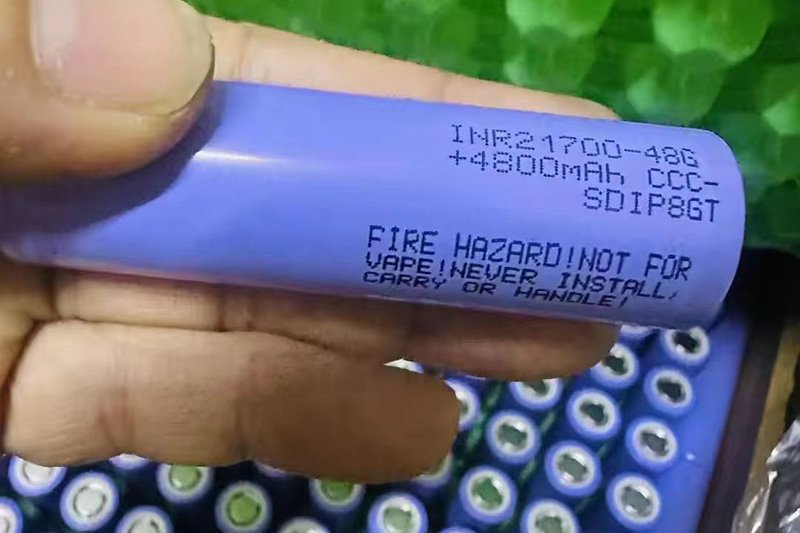 INR21700-48G
+4800mAh CCC-
SDIP8GT
FIRE HAZARD!NOT FOR
VAPE!NEVER INSTALL,
CARRY OR HANDLE!